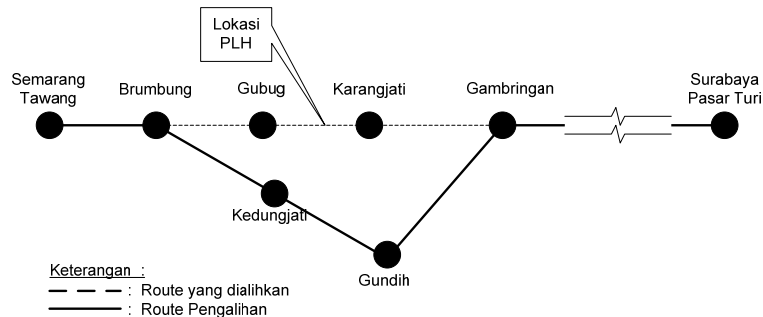 Lokasi
PLH
Semarang
Tawang
Brumbung
Gubug
Karangjati
Gambringan
Surabaya
Pasar Turi
Kedungjati
Gundih
Keterangan :
: Route yang dialihkan
: Route Pengalihan